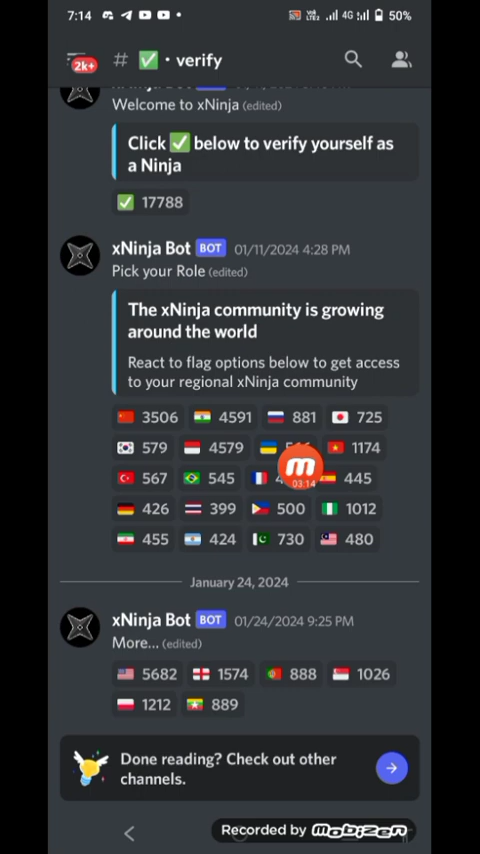 7:14
4G
50%
2k+
# ✅ • verify
Welcome to xNinja (edited)
Click ✅ below to verify yourself as
a Ninja
✅ 17788
xNinja Bot BOT 01/11/2024 4:28 PM
Pick your Role (edited)
The xNinja community is growing
around the world
React to flag options below to get access
to your regional xNinja community
3506 4591 881 725
579 4579 1174
567 545 445
426 399 500 1012
455 424 730 480
03:14
January 24, 2024
xNinja Bot BOT 01/24/2024 9:25 PM
More... (edited)
5682 1574 888 1026
1212 889
Done reading? Check out other
channels.
Recorded by Mobizen